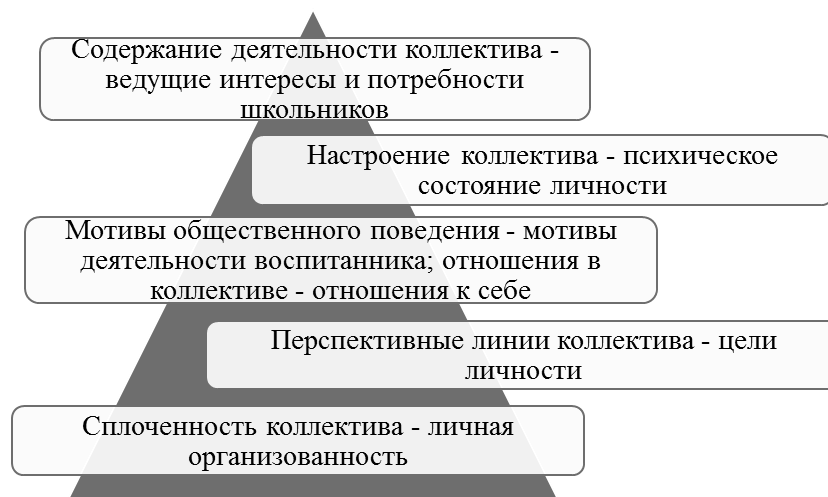 Содержание деятельности коллектива -
ведущие интересы и потребности
школьников
Настроение коллектива - психическое
состояние личности
Мотивы общественного поведения - мотивы
деятельности воспитанника; отношения в
коллективе - отношения к себе
Перспективные линии коллектива - цели
личности
Сплоченность коллектива - личная
организованность